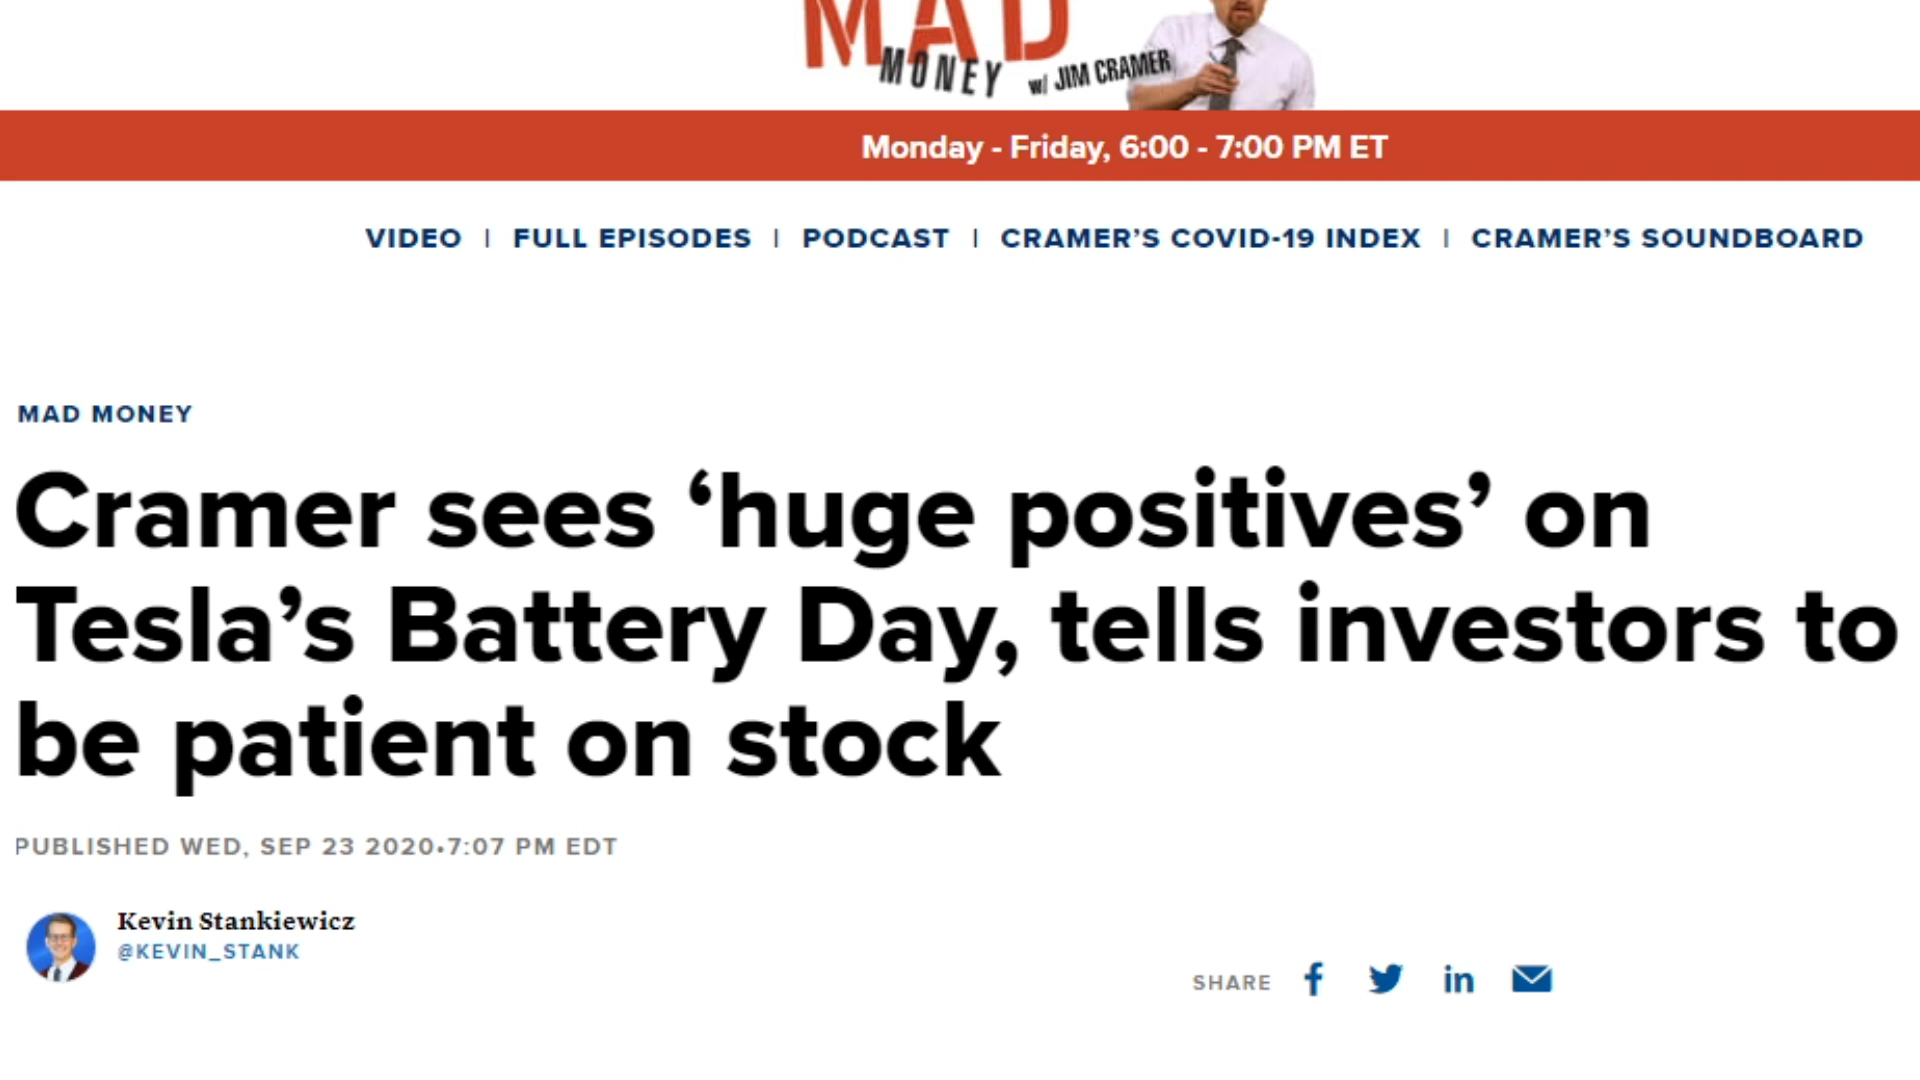 MAD
MONEY w/ JIM CRAMER
Monday - Friday, 6:00 - 7:00 PM ET
VIDEO | FULL EPISODES | PODCAST | CRAMER’S COVID-19 INDEX | CRAMER’S SOUNDBOARD
MAD MONEY
Cramer sees ‘huge positives’ on
Tesla’s Battery Day, tells investors to
be patient on stock
PUBLISHED WED, SEP 23 2020•7:07 PM EDT
Kevin Stankiewicz
@KEVIN_STANK
SHARE f in